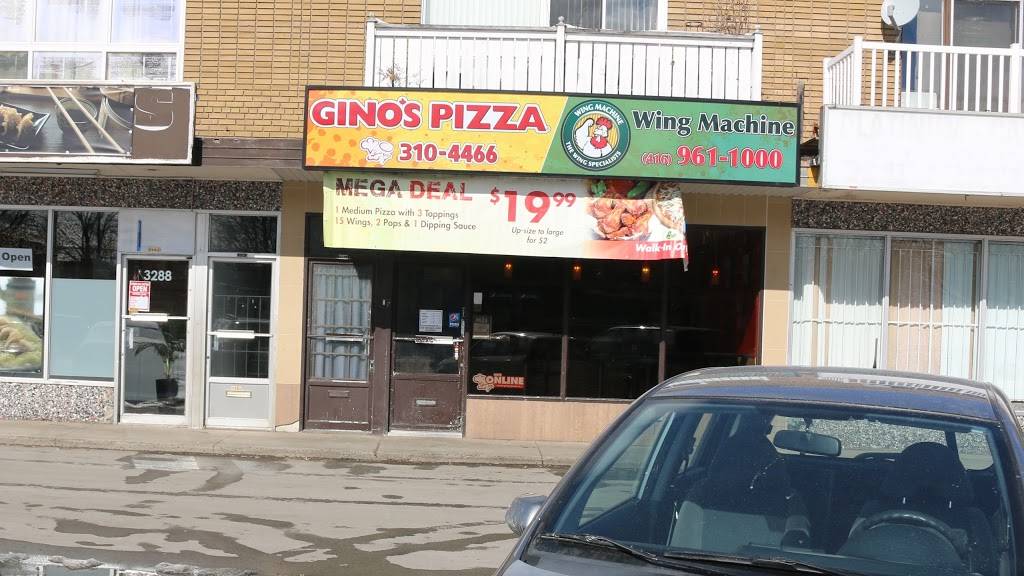 S
GINO'S PIZZA
310-4466
WING MACHINE
THE WING SPECIALISTS
Wing Machine
(416) 961-1000
MEGA DEAL
1 Medium Pizza with 3 Toppings
15 Wings, 2 Pops & 1 Dipping Sauce
$19.99
Up-size to large
for $2
Walk-In
Open
3288
OPEN
ONLINE